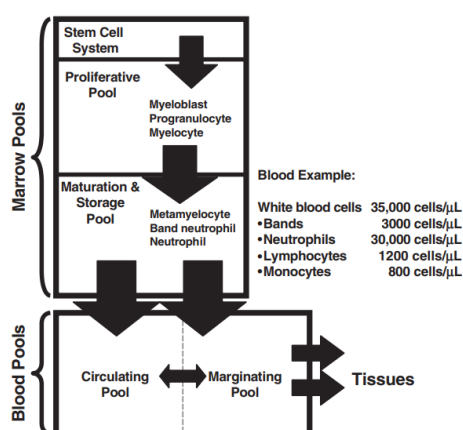 Stem Cell
System
Proliferative
Pool
Myeloblast
Progranulocyte
Myelocyte
Maturation &
Storage
Pool
Metamyelocyte
Band neutrophil
Neutrophil
Marrow Pools
Blood Example:
White blood cells 35,000 cells/µL
•Bands 3000 cells/µL
•Neutrophils 30,000 cells/µL
•Lymphocytes 1200 cells/µL
•Monocytes 800 cells/µL
Blood Pools
Circulating
Pool
Marginating
Pool
Tissues